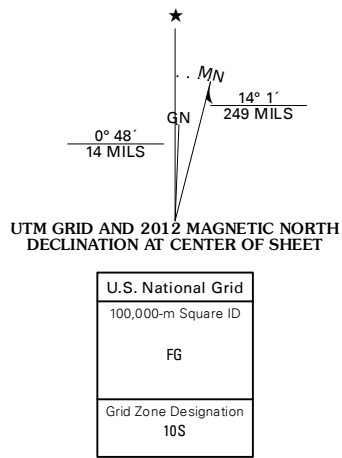 ★
MN
GN
14° 1´
249 MILS
0° 48´
14 MILS
UTM GRID AND 2012 MAGNETIC NORTH
DECLINATION AT CENTER OF SHEET
U.S. National Grid
100,000-m Square ID
FG
Grid Zone Designation
10S